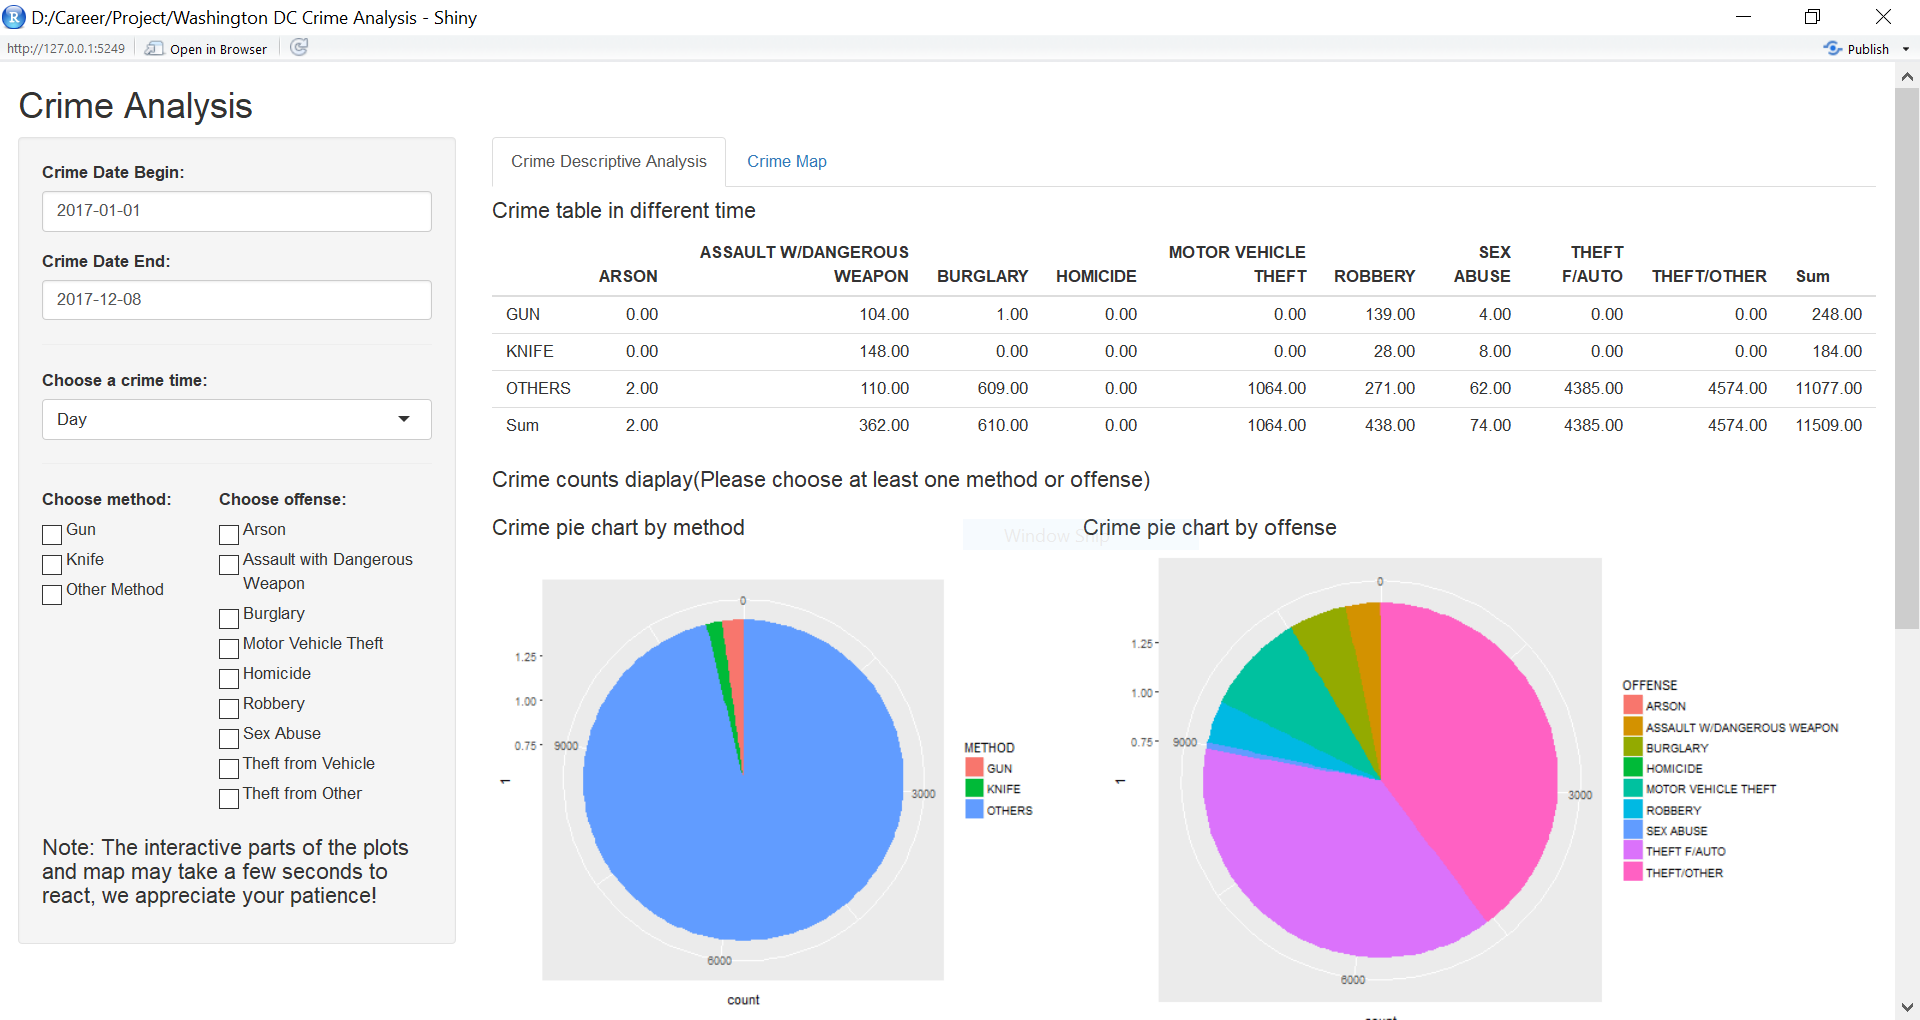 D:/Career/Project/Washington DC Crime Analysis - Shiny
http://127.0.0.1:5249 Open in Browser Publish
Crime Analysis
Crime Date Begin:
2017-01-01
Crime Date End:
2017-12-08
Choose a crime time:
Day
Choose method:
Gun
Knife
Other Method
Choose offense:
Arson
Assault with Dangerous
Weapon
Burglary
Motor Vehicle Theft
Homicide
Robbery
Sex Abuse
Theft from Vehicle
Theft from Other
Note: The interactive parts of the plots
and map may take a few seconds to
react, we appreciate your patience!
Crime Descriptive Analysis Crime Map
Crime table in different time
ASSAULT W/DANGEROUS MOTOR VEHICLE SEX THEFT
ARSON WEAPON BURGLARY HOMICIDE THEFT ROBBERY ABUSE F/AUTO THEFT/OTHER Sum
GUN 0.00 104.00 1.00 0.00 0.00 139.00 4.00 0.00 0.00 248.00
KNIFE 0.00 148.00 0.00 0.00 0.00 28.00 8.00 0.00 0.00 184.00
OTHERS 2.00 110.00 609.00 0.00 1064.00 271.00 62.00 4385.00 4574.00 11077.00
Sum 2.00 362.00 610.00 0.00 1064.00 438.00 74.00 4385.00 4574.00 11509.00
Crime counts diaplay(Please choose at least one method or offense)
Crime pie chart by method
0
1.25
1.00
0.75
9000
3000
6000
1
count
METHOD
GUN
KNIFE
OTHERS
Window Snip
Crime pie chart by offense
0
1.25
1.00
0.75
9000
3000
6000
1
count
OFFENSE
ARSON
ASSAULT W/DANGEROUS WEAPON
BURGLARY
HOMICIDE
MOTOR VEHICLE THEFT
ROBBERY
SEX ABUSE
THEFT F/AUTO
THEFT/OTHER